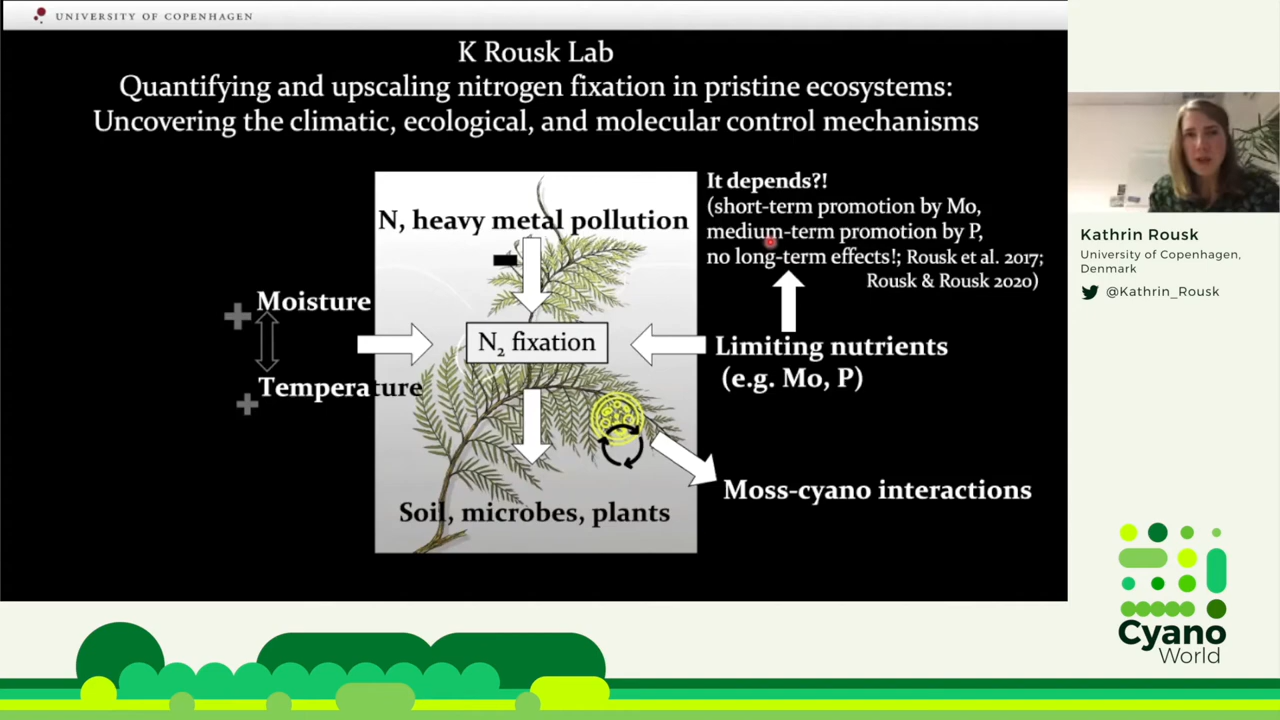 UNIVERSITY OF COPENHAGEN
K Rousk Lab
Quantifying and upscaling nitrogen fixation in pristine ecosystems:
Uncovering the climatic, ecological, and molecular control mechanisms
N, heavy metal pollution
It depends?!
(short-term promotion by Mo,
medium-term promotion by P,
no long-term effects!; Rousk et al. 2017;
Rousk & Rousk 2020)
Moisture
Temperature
N₂ fixation
Limiting nutrients
(e.g. Mo, P)
Moss-cyano interactions
Soil, microbes, plants
Kathrin Rousk
University of Copenhagen,
Denmark
@Kathrin_Rousk
Cyano
World